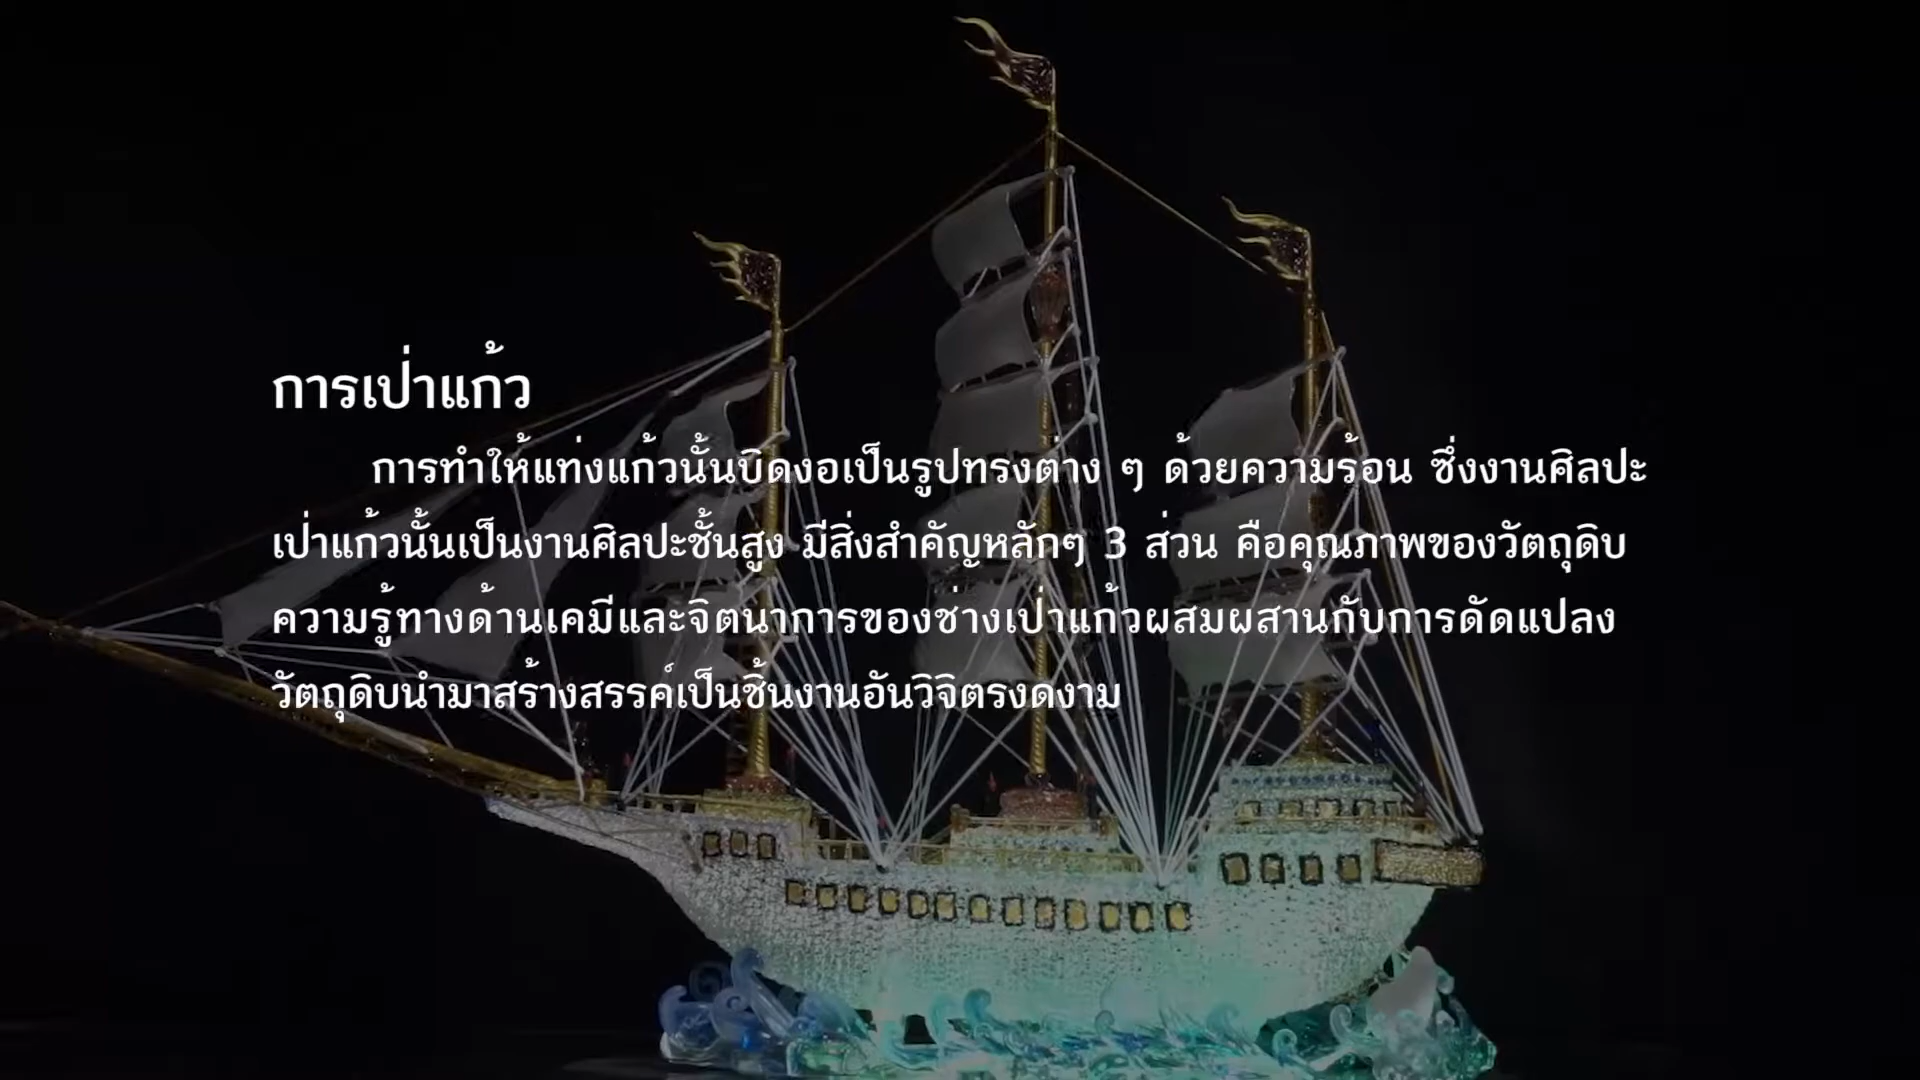 การเป่าแก้ว
การทำให้แท่งแก้วนั้นบิดงอเป็นรูปทรงต่าง ๆ ด้วยความร้อน ซึ่งงานศิลปะ
เป่าแก้วนั้นเป็นงานศิลปะชั้นสูง มีสิ่งสำคัญหลักๆ 3 ส่วน คือคุณภาพของวัตถุดิบ
ความรู้ทางด้านเคมีและจิตนาการของช่างเป่าแก้วผสมผสานกับการดัดแปลง
วัตถุดิบนำมาสร้างสรรค์เป็นชิ้นงานอันวิจิตรงดงาม